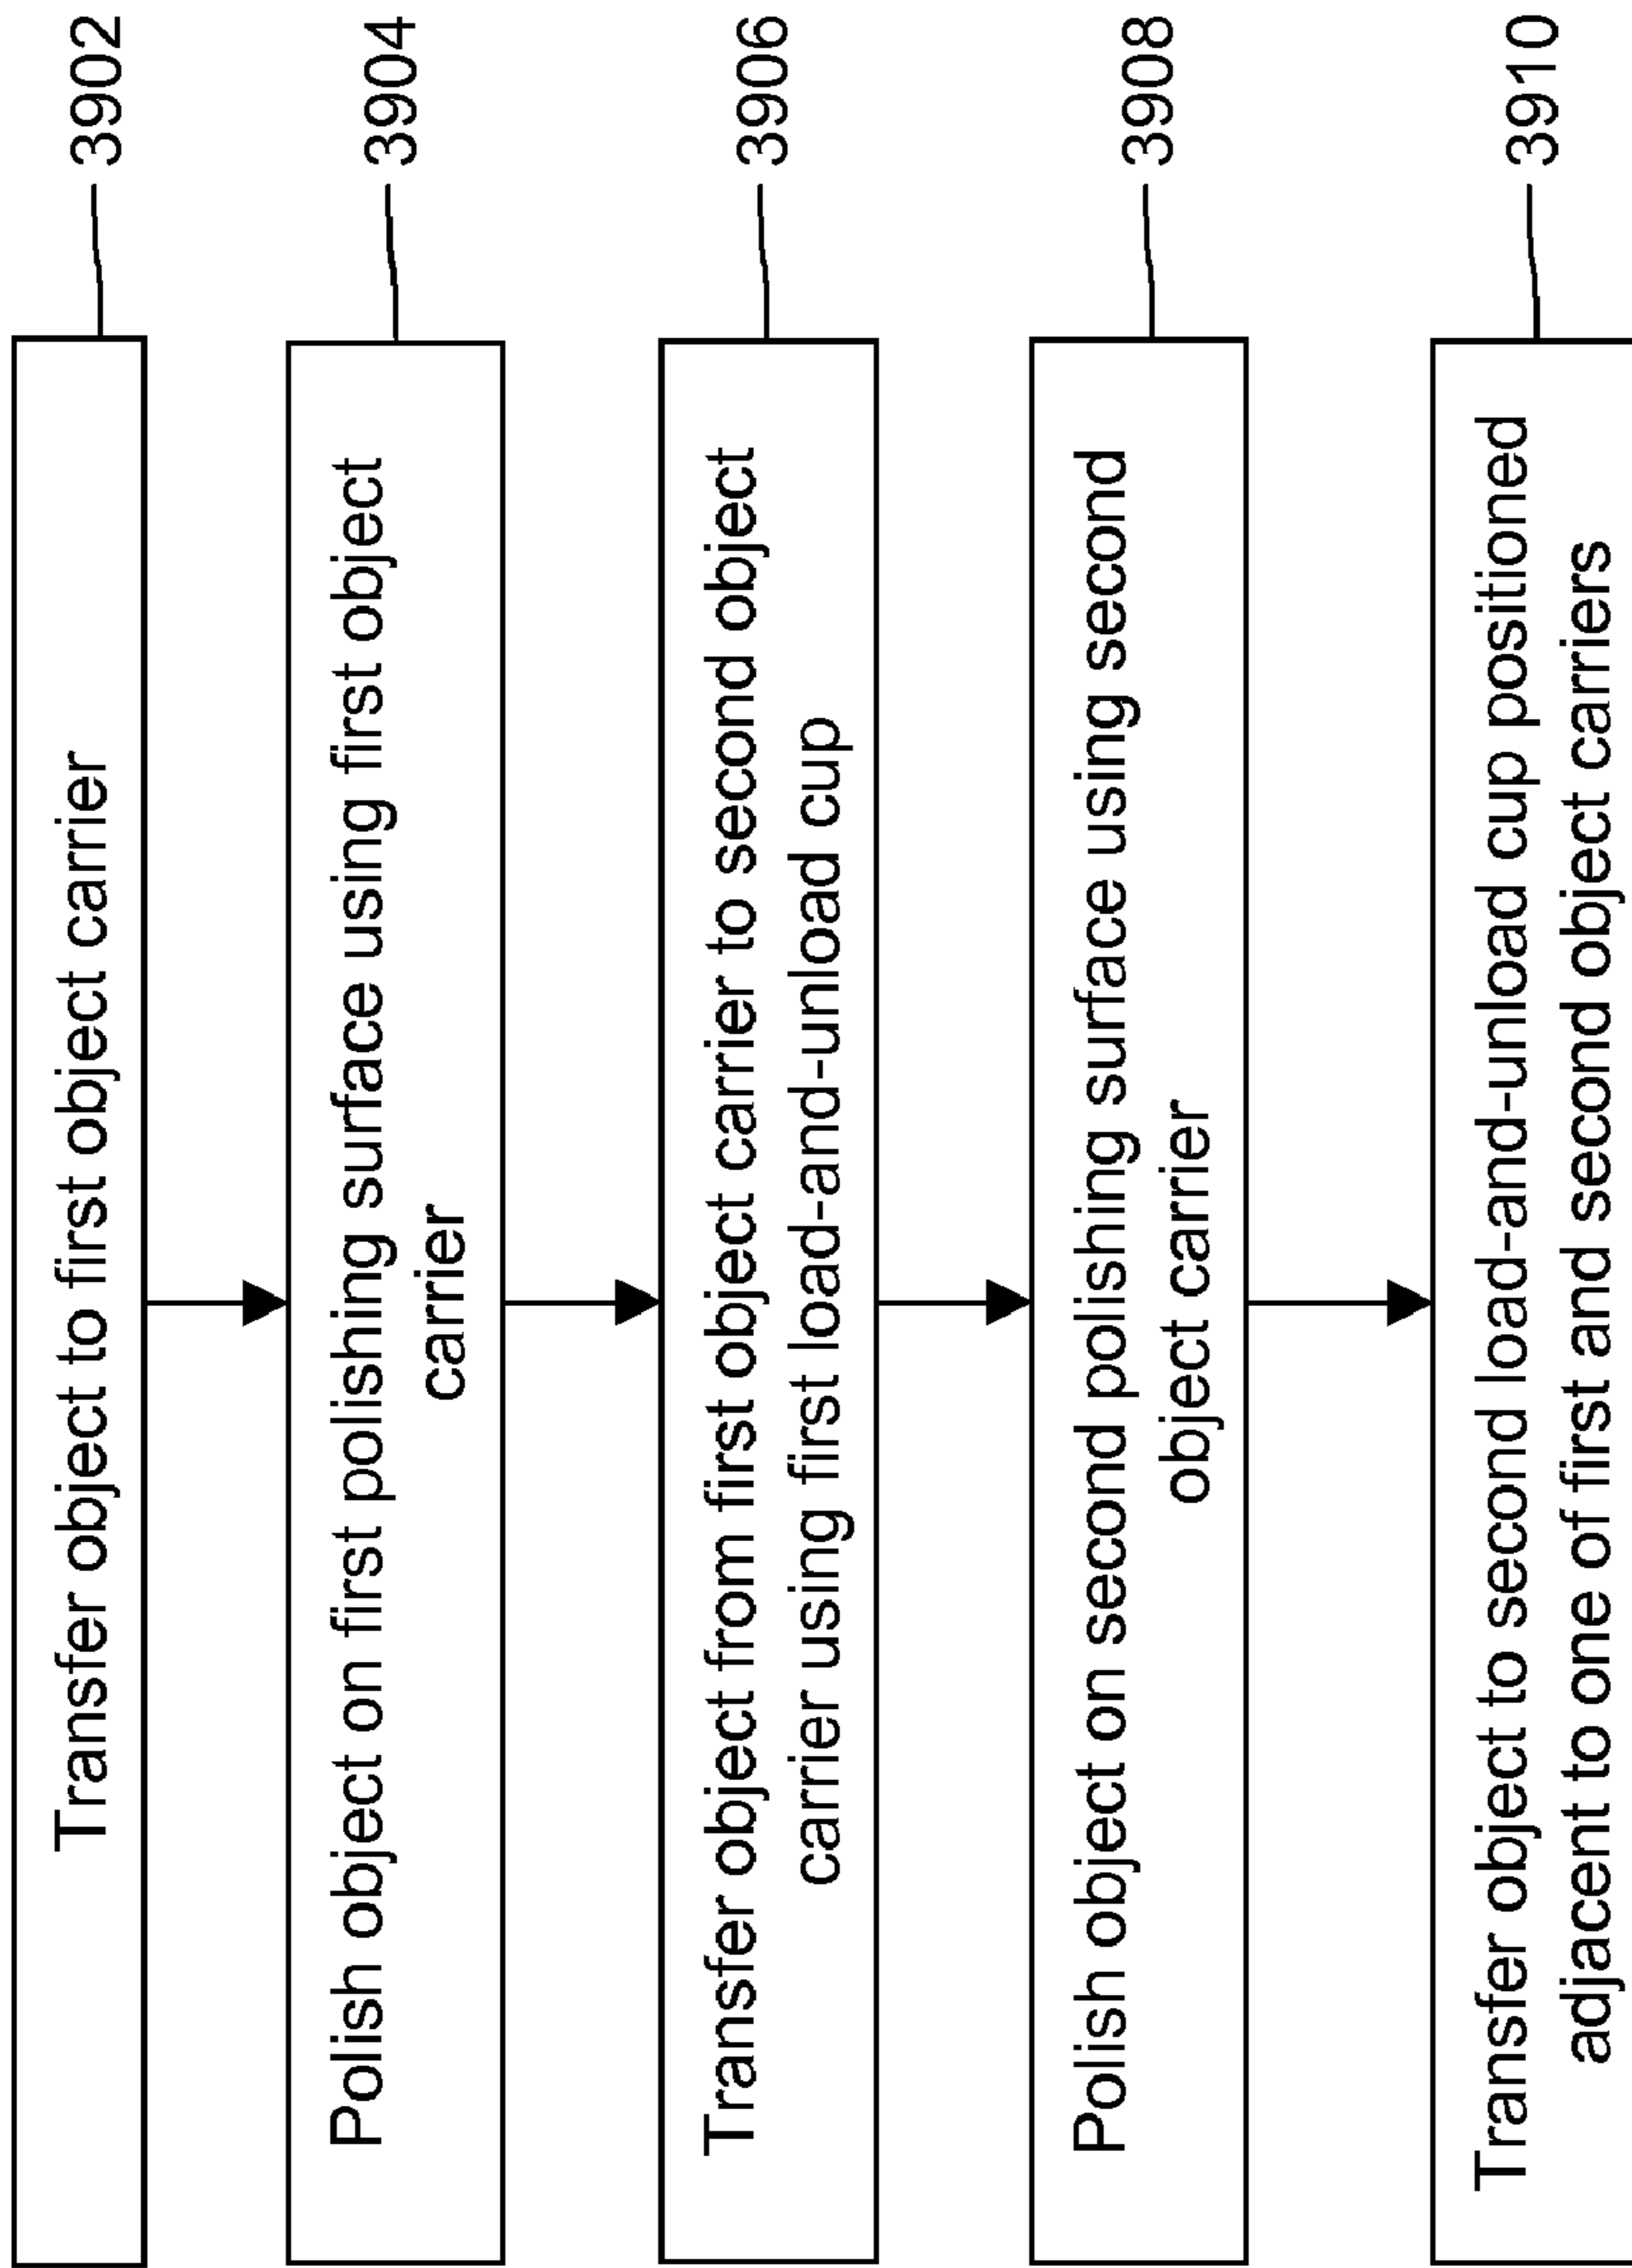 Transfer object to first object carrier
3902
Polish object on first polishing surface using first object
carrier
3904
Transfer object from first object carrier to second object
carrier using first load-and-unload cup
3906
Polish object on second polishing surface using second
object carrier
3908
Transfer object to second load-and-unload cup positioned
adjacent to one of first and second object carriers
3910